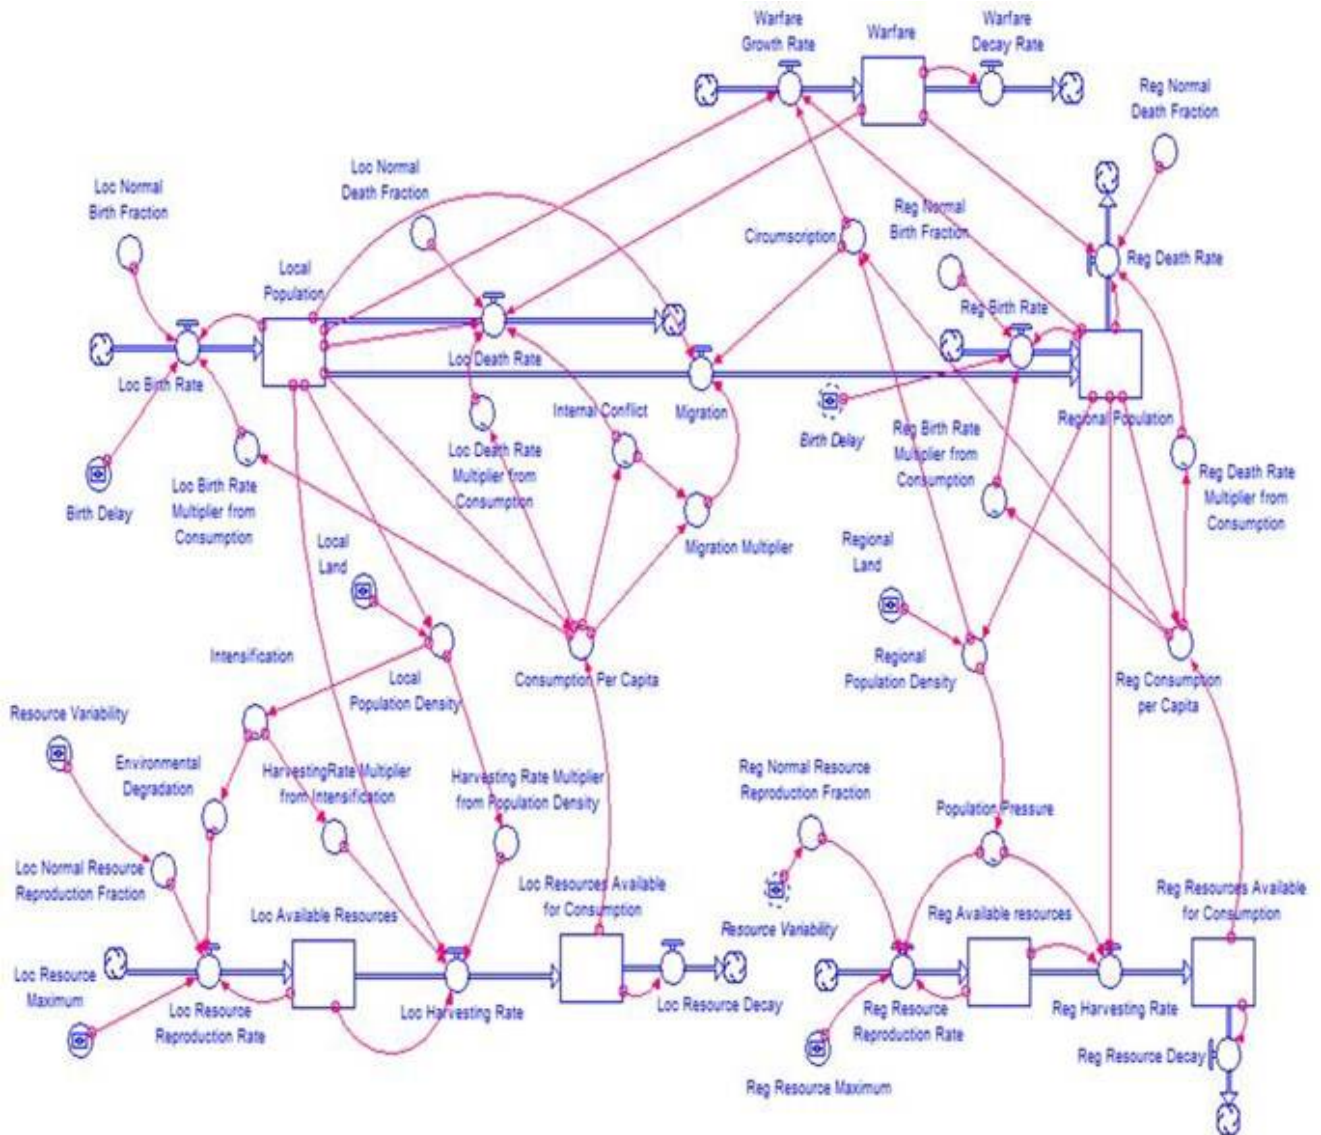 Warfare
Growth Rate
Warfare
Warfare
Decay Rate
Reg Normal
Death Fraction
Loc Normal
Birth Fraction
Loc Normal
Death Fraction
Local
Population
Circumscription
Reg Normal
Birth Fraction
Reg Death Rate
Reg Birth Rate
Loc Birth Rate
Loc Death Rate
Internal Conflict
Migration
Birth Delay
Regional Population
Reg Birth Rate
Multiplier from
Consumption
Loc Death Rate
Multiplier from
Consumption
Reg Death Rate
Multiplier from
Consumption
Birth Delay
Loc Birth Rate
Multiplier from
Consumption
Migration Multiplier
Local
Land
Regional
Land
Intensification
Local
Population Density
Consumption Per Capita
Regional
Population Density
Reg Consumption
per Capita
Resource Variability
Environmental
Degradation
HarvestingRate Multiplier
from Intensification
Harvesting Rate Multiplier
from Population Density
Reg Normal Resource
Reproduction Fraction
Population Pressure
Loc Normal Resource
Reproduction Fraction
Loc Available Resources
Loc Resources Available
for Consumption
Resource Variability
Reg Available resources
Reg Resources Available
for Consumption
Loc Resource
Maximum
Loc Resource
Reproduction Rate
Loc Harvesting Rate
Loc Resource Decay
Reg Resource
Reproduction Rate
Reg Harvesting Rate
Reg Resource Decay
Reg Resource Maximum